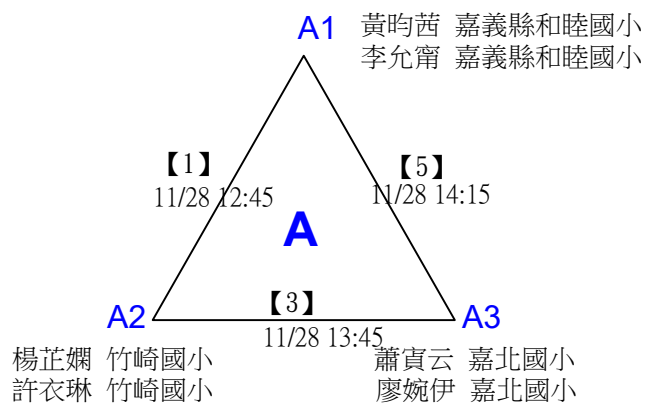 A1
黃昀茜 嘉義縣和睦國小
李允甯 嘉義縣和睦國小
【1】
11/28 12:45
【5】
11/28 14:15
A
A2
【3】
11/28 13:45
A3
楊芷嫻 竹崎國小
許衣琳 竹崎國小
蕭寊云 嘉北國小
廖婉伊 嘉北國小